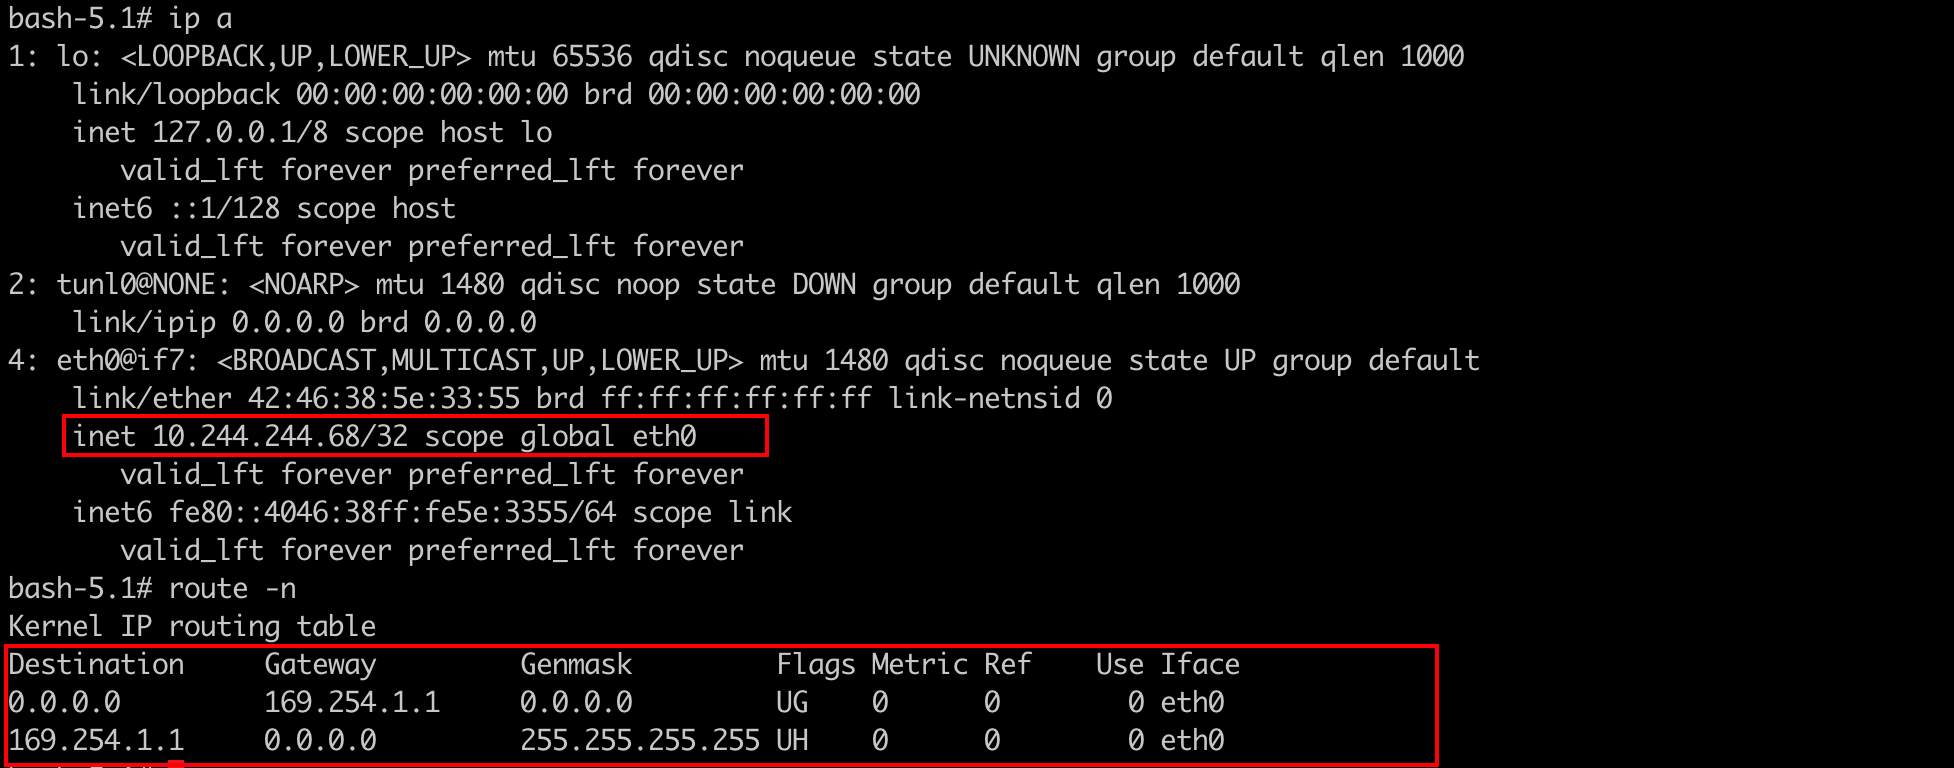 bash-5.1# ip a
1: lo: <LOOPBACK,UP,LOWER_UP> mtu 65536 qdisc noqueue state UNKNOWN group default qlen 1000
    link/loopback 00:00:00:00:00:00 brd 00:00:00:00:00:00
    inet 127.0.0.1/8 scope host lo
       valid_lft forever preferred_lft forever
    inet6 ::1/128 scope host
       valid_lft forever preferred_lft forever
2: tunl0@NONE: <NOARP> mtu 1480 qdisc noop state DOWN group default qlen 1000
    link/ipip 0.0.0.0 brd 0.0.0.0
4: eth0@if7: <BROADCAST,MULTICAST,UP,LOWER_UP> mtu 1480 qdisc noqueue state UP group default
    link/ether 42:46:38:5e:33:55 brd ff:ff:ff:ff:ff:ff link-netnsid 0
    inet 10.244.244.68/32 scope global eth0
       valid_lft forever preferred_lft forever
    inet6 fe80::4046:38ff:fe5e:3355/64 scope link
       valid_lft forever preferred_lft forever
bash-5.1# route -n
Kernel IP routing table
Destination     Gateway         Genmask         Flags Metric Ref    Use Iface
0.0.0.0         169.254.1.1     0.0.0.0         UG    0      0        0 eth0
169.254.1.1     0.0.0.0         255.255.255.255 UH    0      0        0 eth0